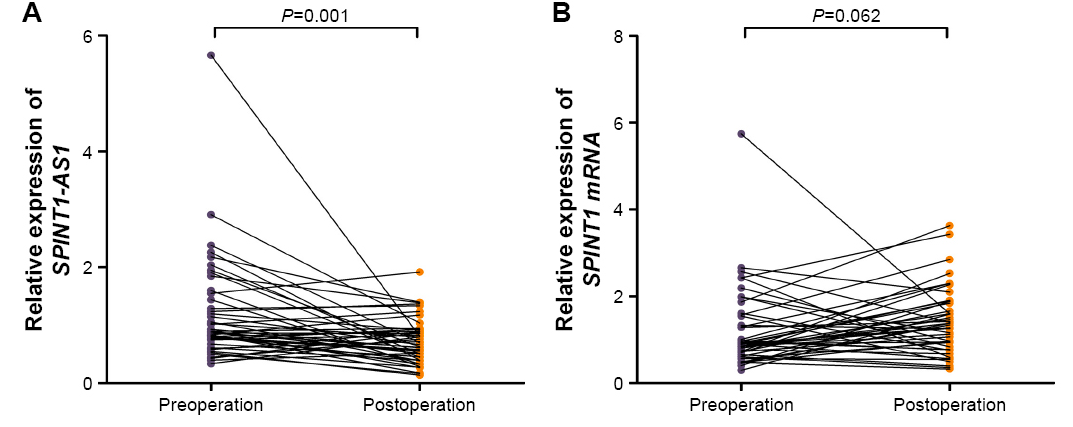 A
P=0.001
Relative expression of
SPINT1-AS1
6
4
2
0
Preoperation
Postoperation
B
P=0.062
Relative expression of
SPINT1 mRNA
8
6
4
2
0
Preoperation
Postoperation